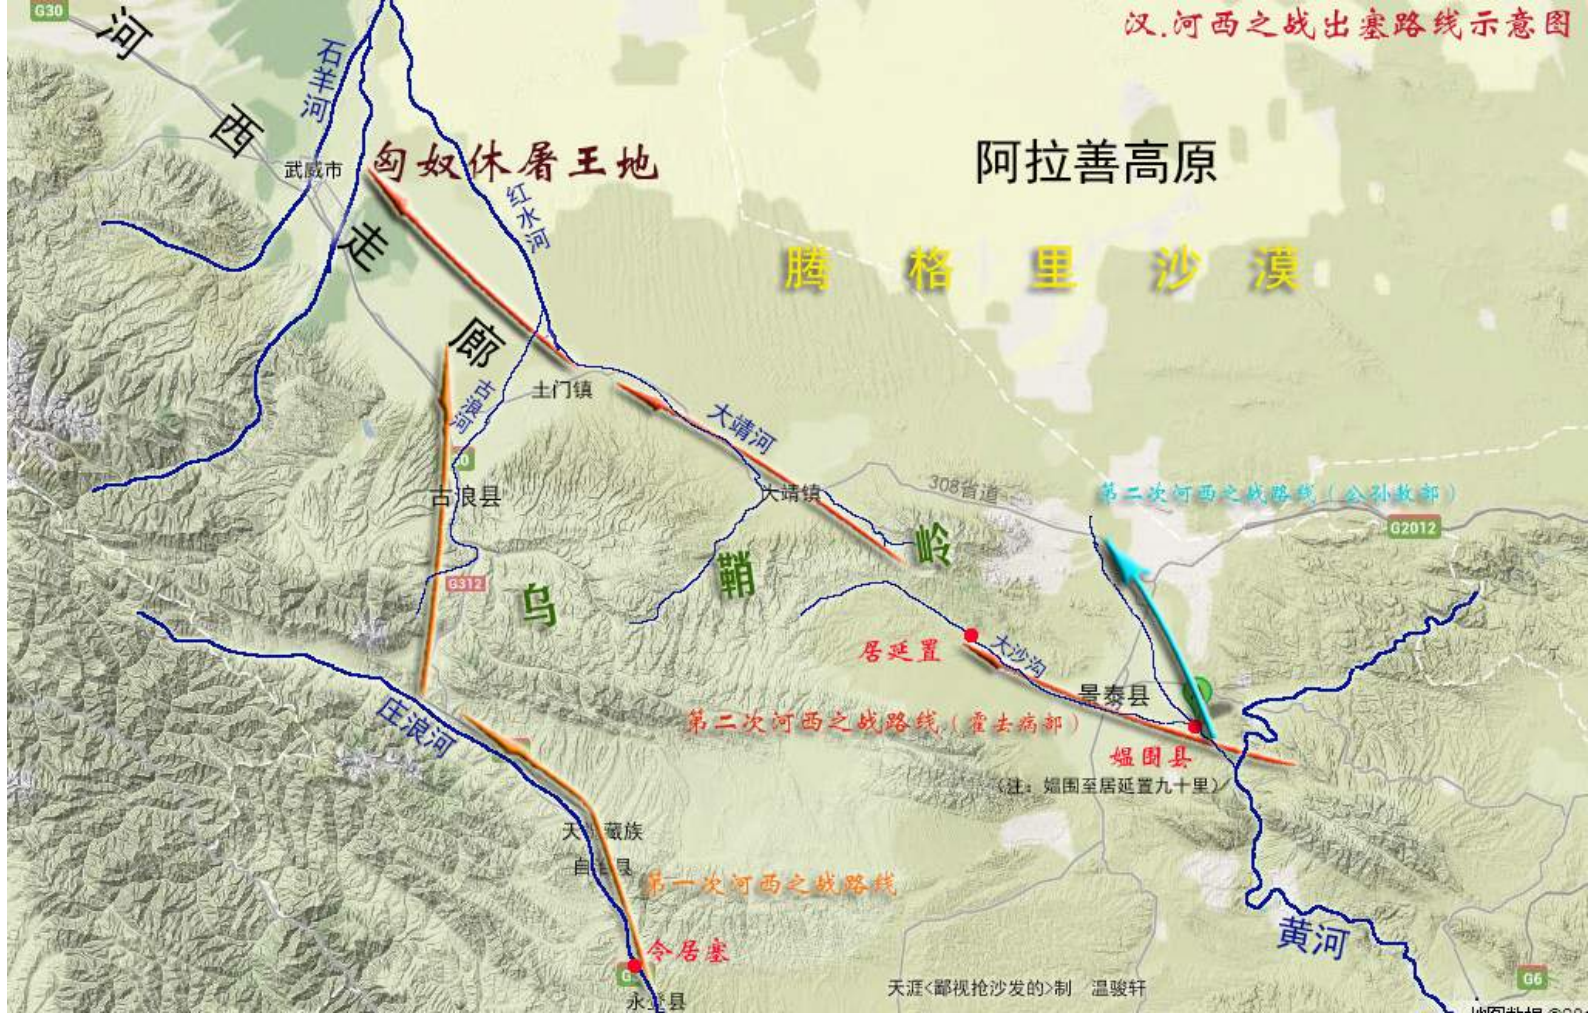 G30
汉.河西之战出塞路线示意图
河西走廊
石羊河
武威市
匈奴休屠王地
红水河
阿拉善高原
腾格里沙漠
土门镇
古浪河
大靖河
大靖镇
308省道
第二次河西之战路线（公孙敖部）
G2012
古浪县
G312
乌鞘岭
居延置
大沙沟
景泰县
庄浪河
第二次河西之战路线（霍去病部）
媪围县
（注：媪围至居延置九十里）
藏族
第一次河西之战路线
令居塞
黄河
天涯<鄙视抢沙发的>制 温骏轩
G6
永登县